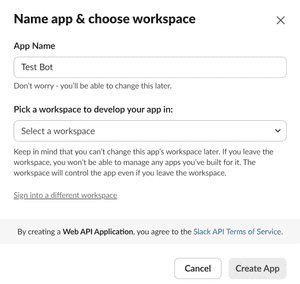 Name app & choose workspace
App Name
Test Bot
Don't worry - you'll be able to change this later.
Pick a workspace to develop your app in:
Select a workspace
Keep in mind that you can't change this app's workspace later. If you leave the
workspace, you won't be able to manage any apps you've built for it. The
workspace will control the app even if you leave the workspace.
Sign into a different workspace
By creating a Web API Application, you agree to the Slack API Terms of Service.
Cancel
Create App